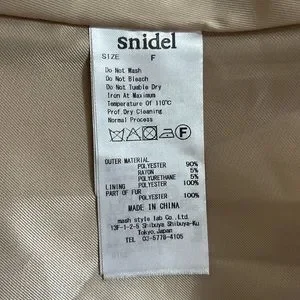 snidel
SIZE F
Do Not Wash
Do Not Bleach
Do Not Tumble Dry
Iron At Maximum
Temperature Of 110°C
Prof Dry Cleaning
Normal Process
F
OUTER MATERIAL
POLYESTER 90%
RAYON 5%
POLYURETHANE 5%
LINING POLYESTER 100%
PART OF FUR
POLYESTER 100%
MADE IN CHINA
mash style lab Co.,Ltd.
13F-1-2-5 Shibuya Shibuya-Ku
Tokyo,Japan
TEL 03-5778-4105